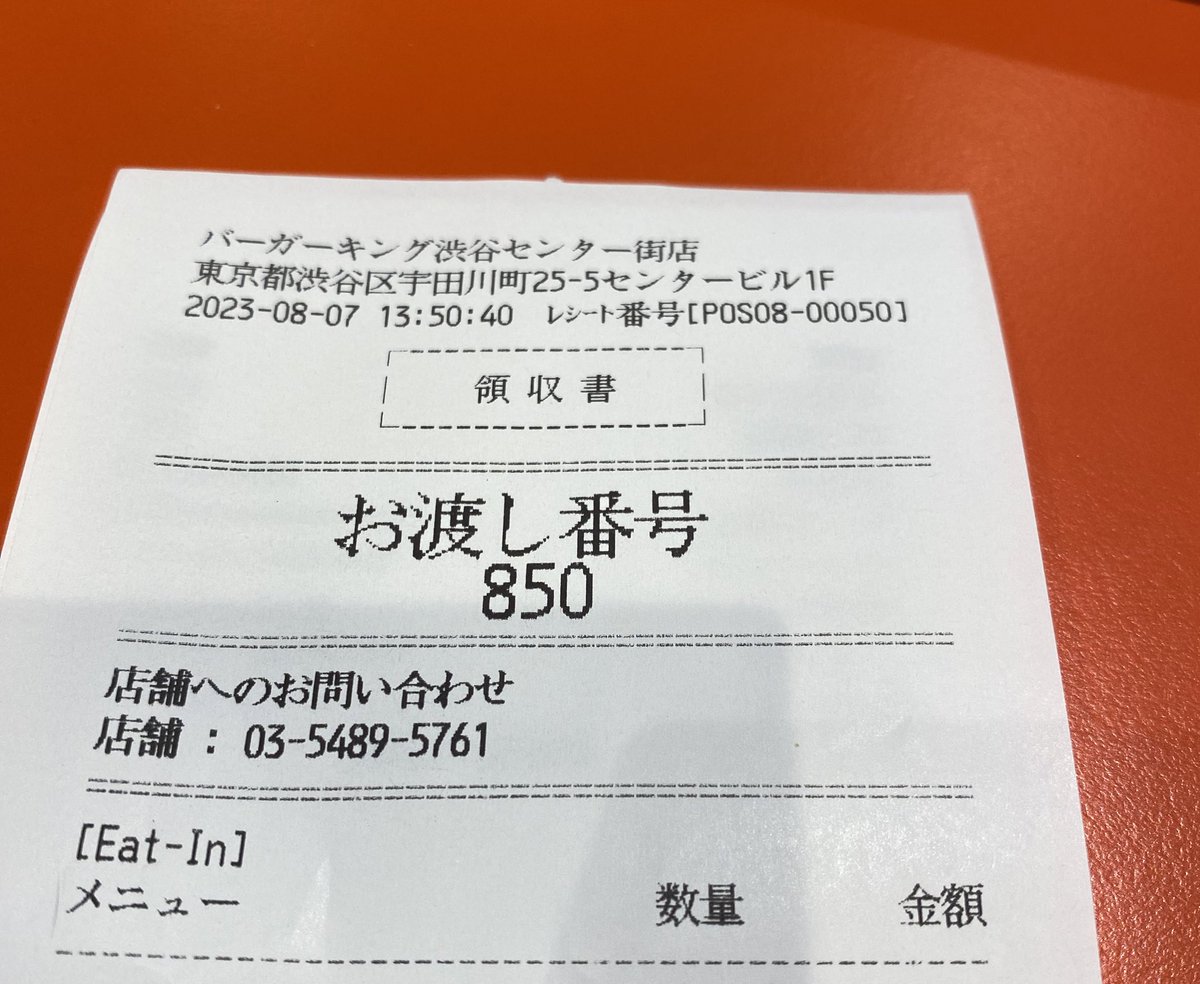 バーガーキング渋谷センター街店
東京都渋谷区宇田川町25-5センタービル1F
2023-08-07 13:50:40 レシート番号[POS08-00050]
領収書
お渡し番号
850
店舗へのお問い合わせ
店舗 : 03-5489-5761
[Eat-In]
メニュー 数量 金額